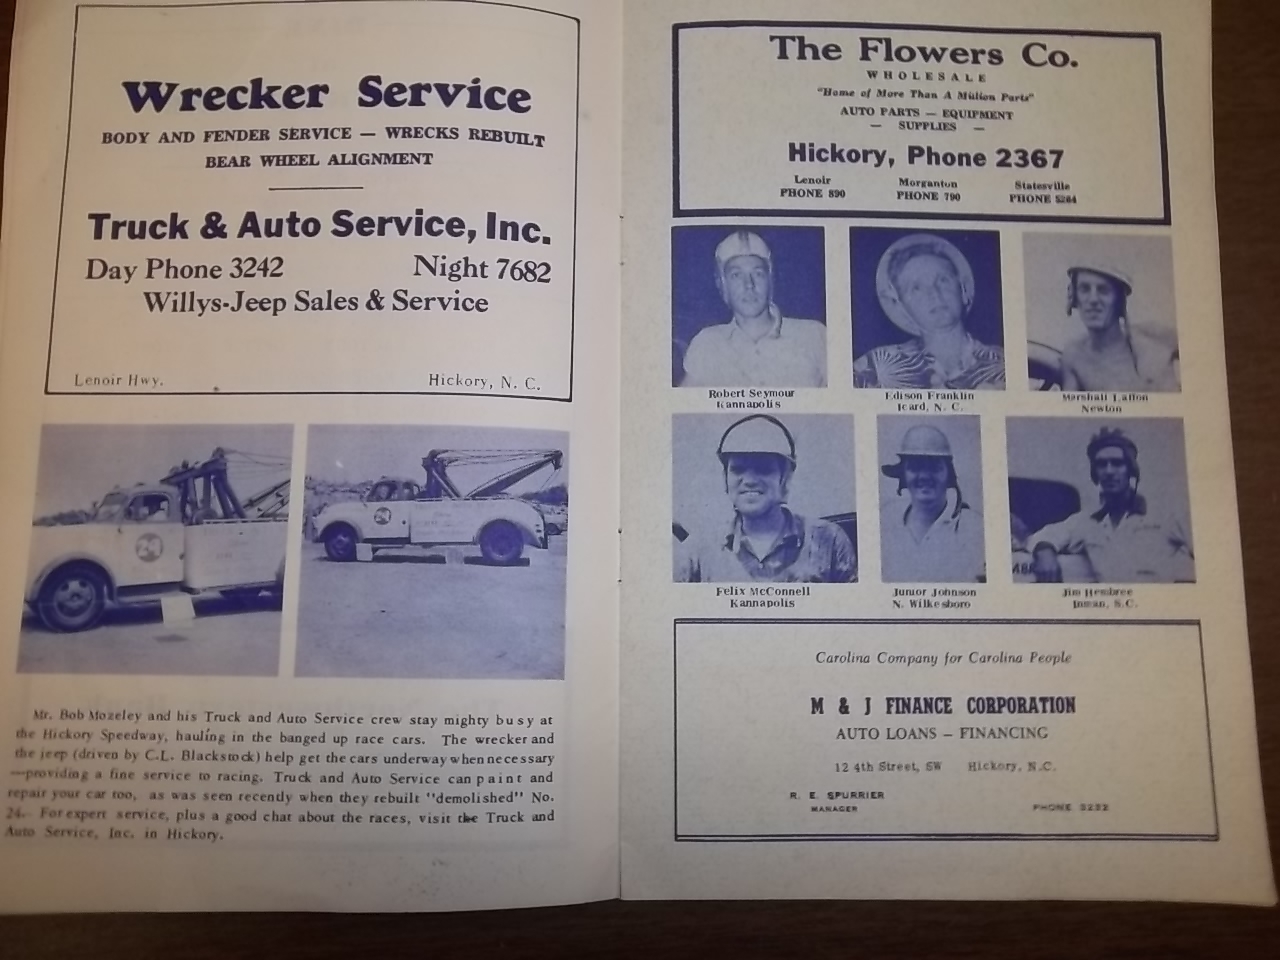 Wrecker Service
BODY AND FENDER SERVICE — WRECKS REBUILT
BEAR WHEEL ALIGNMENT
Truck & Auto Service, Inc.
Day Phone 3242 Night 7682
Willys-Jeep Sales & Service
Lenoir Hwy. Hickory, N. C.
Mr. Bob Mozeley and his Truck and Auto Service crew stay mighty busy at
the Hickory Speedway, hauling in the banged up race cars. The wrecker and
the jeep (driven by C.L. Blackstock) help get the cars underway when necessary
—providing a fine service to racing. Truck and Auto Service can paint and
repair your car too, as was seen recently when they rebuilt "demolished" No.
24. For expert service, plus a good chat about the races, visit the Truck and
Auto Service, Inc. in Hickory.
The Flowers Co.
WHOLESALE
"Home of More Than A Million Parts"
AUTO PARTS — EQUIPMENT
— SUPPLIES —
Hickory, Phone 2367
Lenoir Morganton Statesville
PHONE 890 PHONE 790 PHONE
Robert Seymour Edison Franklin Marshall
Kannapolis Icard, N. C. Newton
Felix McConnell Junior Johnson Jim Hembree
Kannapolis N. Wilkesboro Inman, S.C.
Carolina Company for Carolina People
M & J FINANCE CORPORATION
AUTO LOANS — FINANCING
12 4th Street, SW Hickory, N.C.
R. E. SPURRIER
MANAGER PHONE